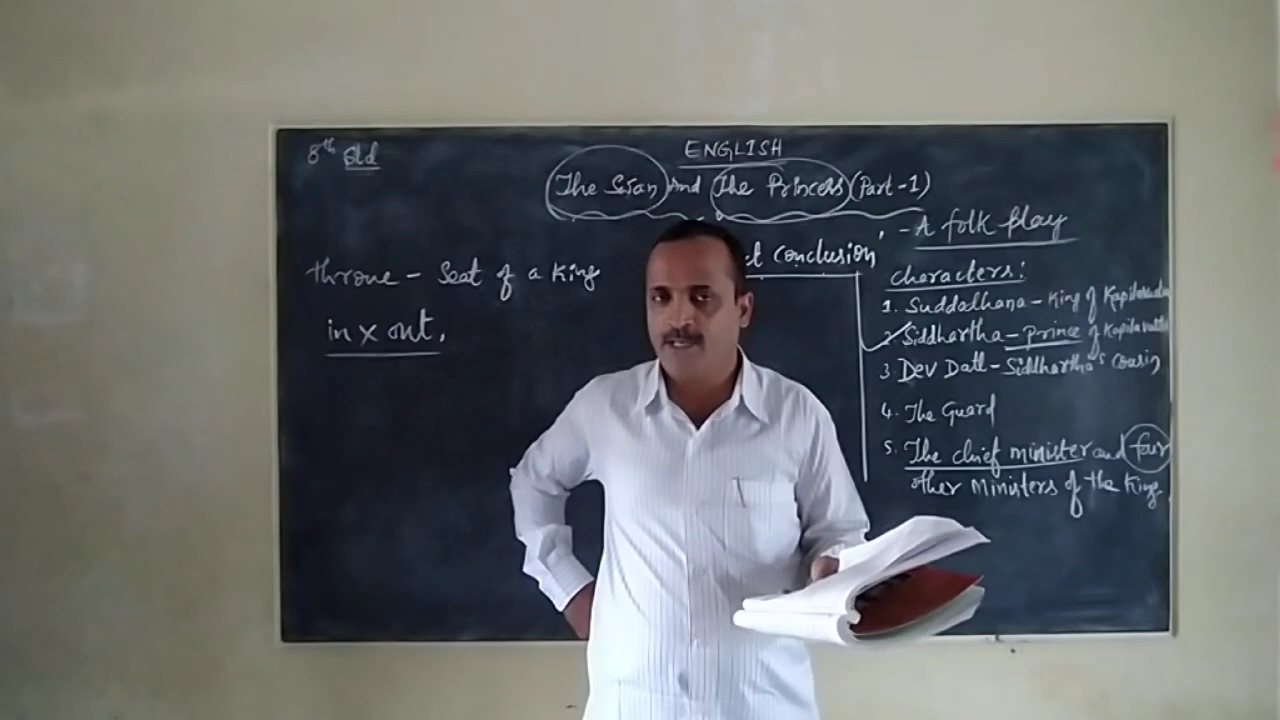 8th Std
ENGLISH
The Swan And The Princess (Part-1)
- A folk play
conclusion
throne - Seat of a King
in x out.
characters:
1. Suddadhana - King of
2. Siddhartha - Prince of
3 Dev Datt - Siddhartha's cousin
4. The Guard
5. The chief minister and four
other Ministers of the King.